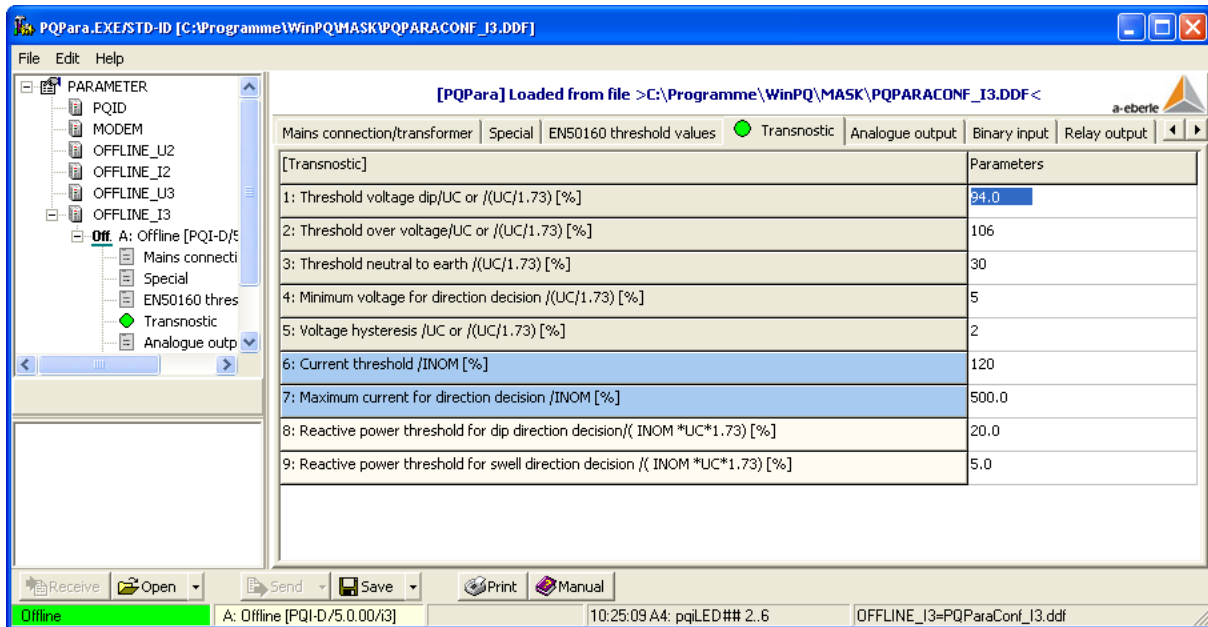 PQPara.EXE/STD-ID [C:\Programme\WinPQ\MASK\PQPARACONF_I3.DDF]
File Edit Help
PARAMETER
PQID
MODEM
OFFLINE_U2
OFFLINE_I2
OFFLINE_U3
OFFLINE_I3
Off. A: Offline [PQI-D/5
Mains connecti
Special
EN50160 thres
Transnostic
Analogue outp
[PQPara] Loaded from file >C:\Programme\WinPQ\MASK\PQPARACONF_I3.DDF<
a-eberle
Mains connection/transformer Special EN50160 threshold values Transnostic Analogue output Binary input Relay output
[Transnostic] Parameters
1: Threshold voltage dip/UC or /(UC/1.73) [%] 94.0
2: Threshold over voltage/UC or /(UC/1.73) [%] 106
3: Threshold neutral to earth /(UC/1.73) [%] 30
4: Minimum voltage for direction decision /(UC/1.73) [%] 5
5: Voltage hysteresis /UC or /(UC/1.73) [%] 2
6: Current threshold /INOM [%] 120
7: Maximum current for direction decision /INOM [%] 500.0
8: Reactive power threshold for dip direction decision/( INOM *UC*1.73) [%] 20.0
9: Reactive power threshold for swell direction decision /( INOM *UC*1.73) [%] 5.0
Receive Open Send Save Print Manual
Offline A: Offline [PQI-D/5.0.00/i3] 10:25:09 A4: pqiLED## 2..6 OFFLINE_I3=PQParaConf_I3.ddf